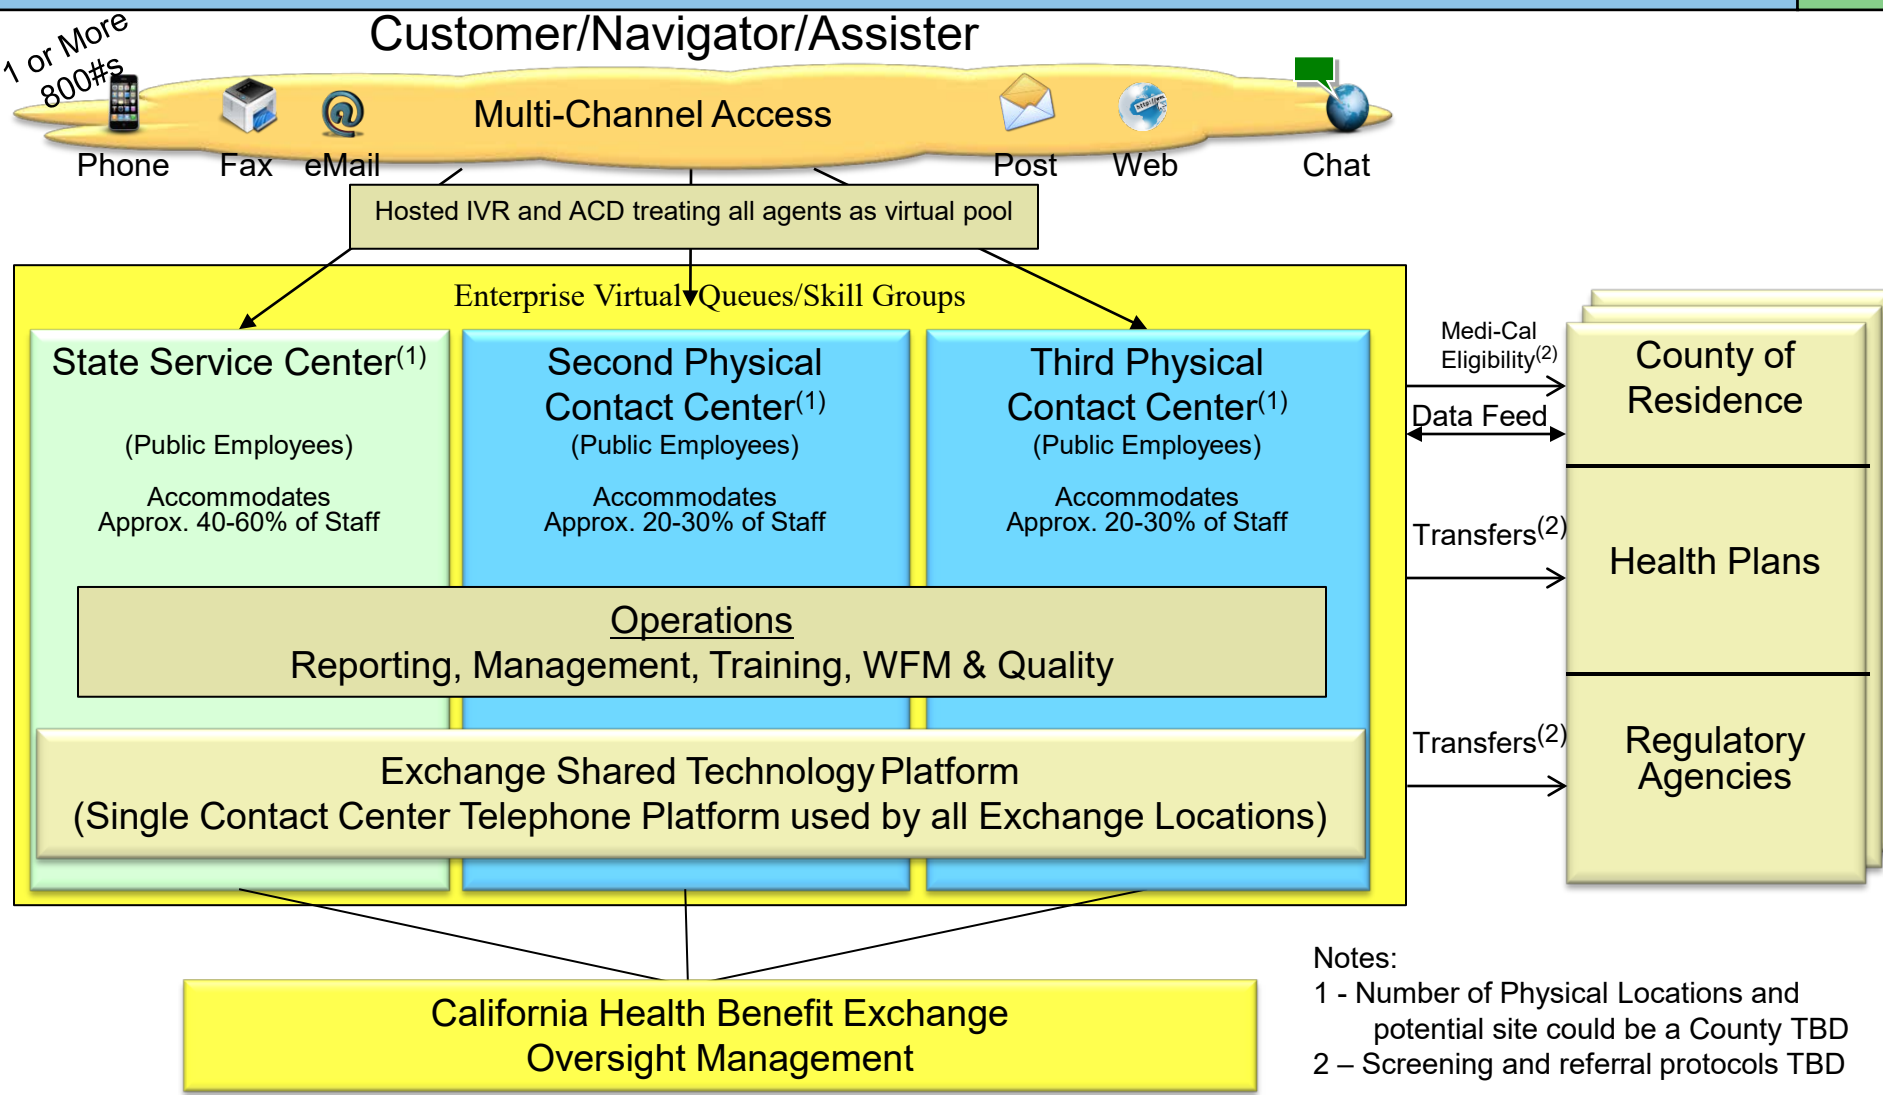 Customer/Navigator/Assister
1 or More
800#s
Multi-Channel Access
Phone
Fax
eMail
Post
Web
Chat
Hosted IVR and ACD treating all agents as virtual pool
Enterprise Virtual Queues/Skill Groups
State Service Center(1)
(Public Employees)
Accommodates
Approx. 40-60% of Staff
Second Physical
Contact Center(1)
(Public Employees)
Accommodates
Approx. 20-30% of Staff
Third Physical
Contact Center(1)
(Public Employees)
Accommodates
Approx. 20-30% of Staff
Operations
Reporting, Management, Training, WFM & Quality
Exchange Shared Technology Platform
(Single Contact Center Telephone Platform used by all Exchange Locations)
Medi-Cal
Eligibility(2)
Data Feed
Transfers(2)
Transfers(2)
County of
Residence
Health Plans
Regulatory
Agencies
California Health Benefit Exchange
Oversight Management
Notes:
1 - Number of Physical Locations and
potential site could be a County TBD
2 – Screening and referral protocols TBD